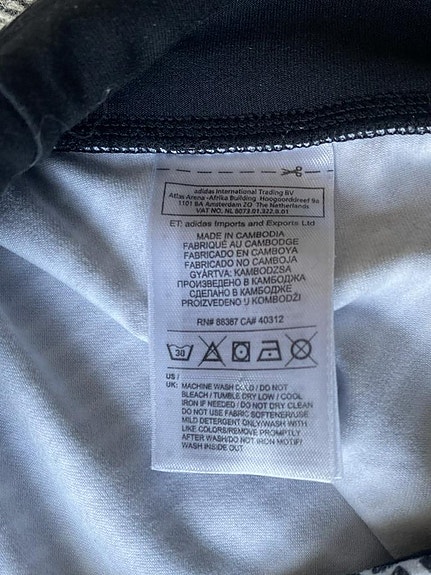 adidas International Trading BV
Atlas Arena-Afrika Building Hoogoorddreef 9a
1101 BA Amsterdam ZO The Netherlands
VAT NO. NL 8073.01.322.B.01
ET: adidas Imports and Exports Ltd
MADE IN CAMBODIA
FABRIQUÉ AU CAMBODGE
FABRICADO EN CAMBOYA
FABRICADO NO CAMBOJA
GYÁRTVA: KAMBODZSA
ПРОИЗВЕДЕНО В КАМБОДЖА
СДЕЛАНО В КАМБОДЖЕ
PROIZVEDENO U KOMBODŽI
RN# 88387 CA# 40312
30
US /
UK: MACHINE WASH COLD / DO NOT
BLEACH / TUMBLE DRY LOW / COOL
IRON IF NEEDED / DO NOT DRY CLEAN
DO NOT USE FABRIC SOFTENER/USE
MILD DETERGENT ONLY/WASH WITH
LIKE COLORS/REMOVE PROMPTLY
AFTER WASH/DO NOT IRON MOTIF/
WASH INSIDE OUT